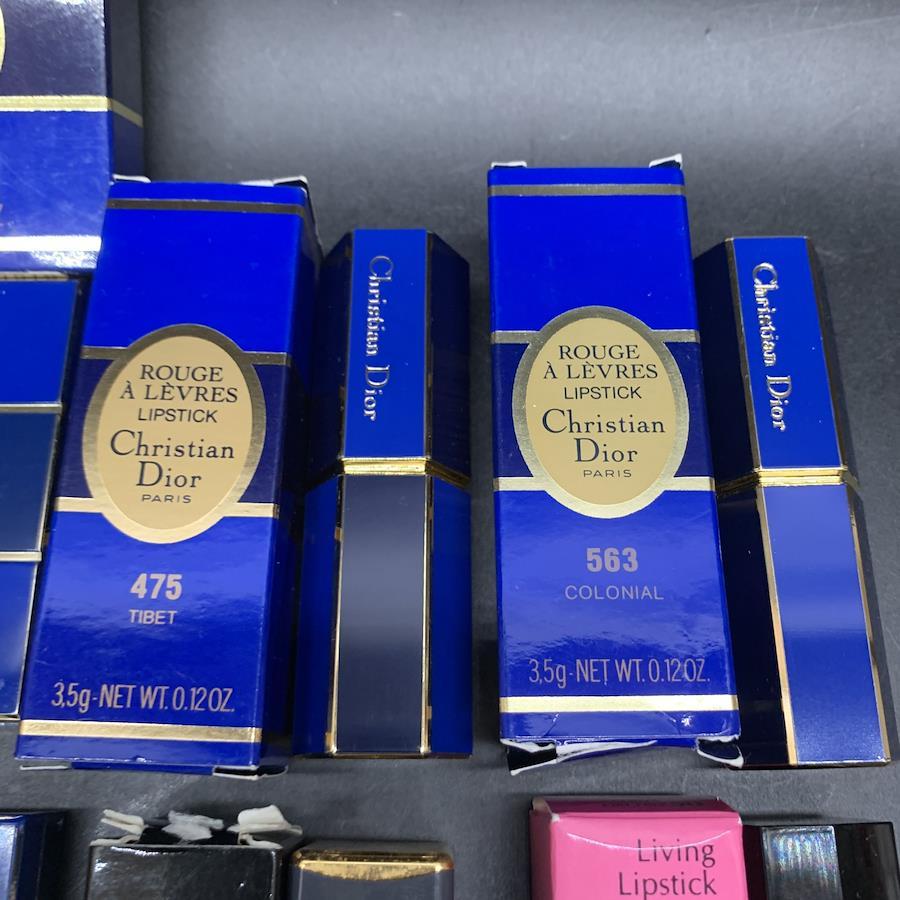 ROUGE
À LÈVRES
LIPSTICK
Christian
Dior
PARIS
475
TIBET
3,5g-NET WT. 0.12 OZ.
Christian Dior
ROUGE
À LÈVRES
LIPSTICK
Christian
Dior
PARIS
563
COLONIAL
3,5g-NET WT. 0.12 OZ.
Christian Dior
Living
Lipstick